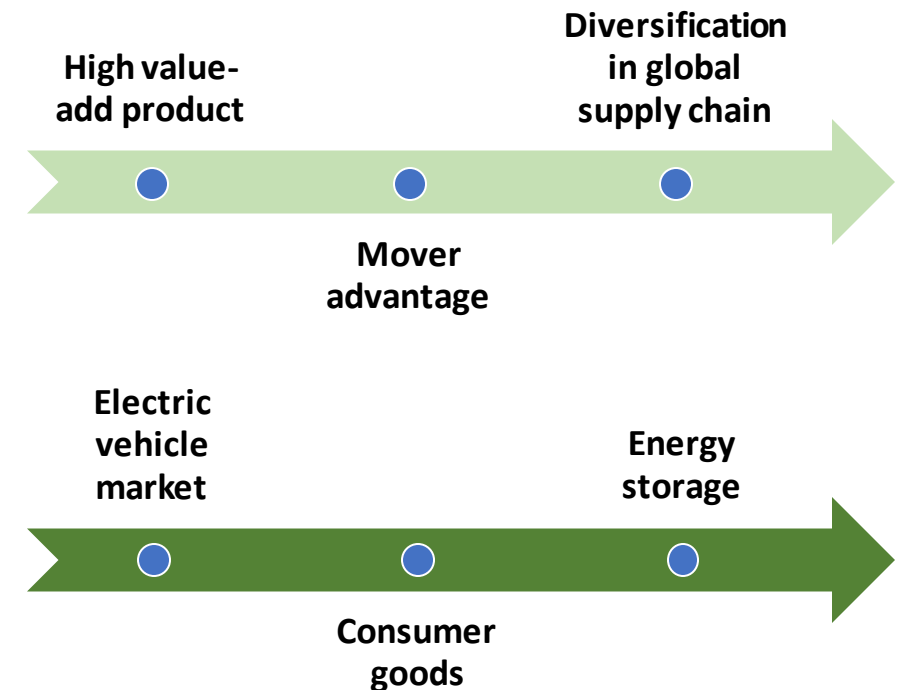 High value-
add product
Mover
advantage
Diversification
in global
supply chain
Electric
vehicle
market
Consumer
goods
Energy
storage